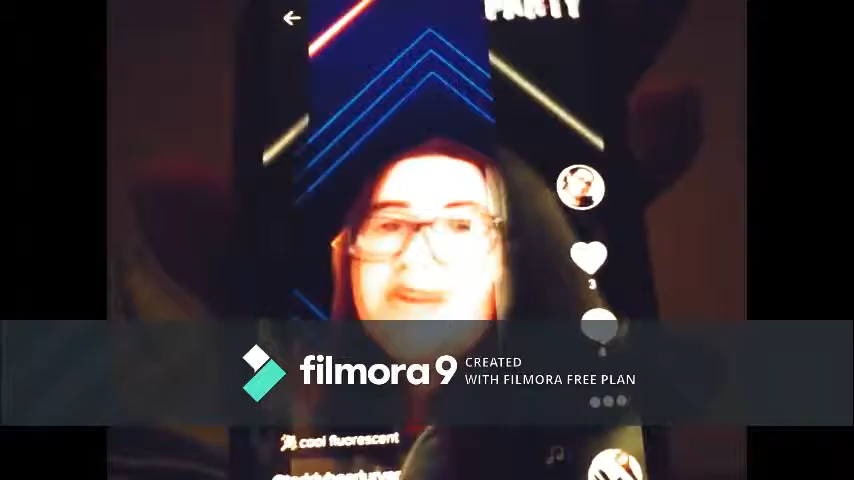 PARTY
3
filmora9 CREATED
WITH FILMORA FREE PLAN
cool fluorescent